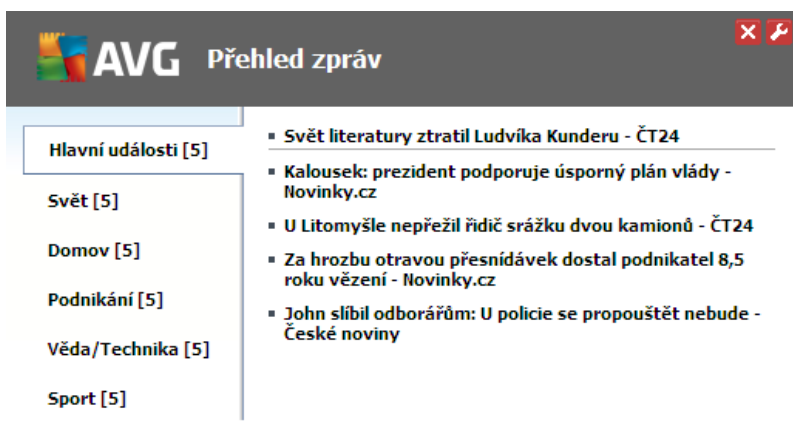 AVG Přehled zpráv
Hlavní události [5]
Svět [5]
Domov [5]
Podnikání [5]
Věda/Technika [5]
Sport [5]
Svět literatury ztratil Ludvíka Kunderu - ČT24
Kalousek: prezident podporuje úsporný plán vlády -
Novinky.cz
U Litomyšle nepřežil řidič srážku dvou kamionů - ČT24
Za hrozbu otravou přesnídávek dostal podnikatel 8,5
roku vězení - Novinky.cz
John slíbil odborářům: U policie se propouštět nebude -
České noviny